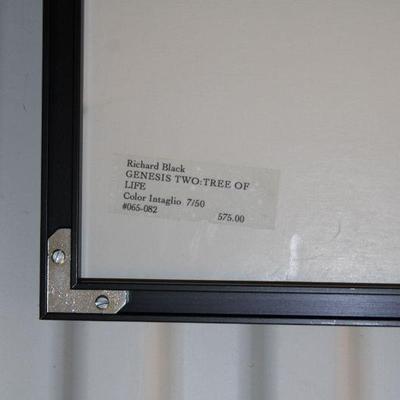 Richard Black
GENESIS TWO:TREE OF
LIFE
Color Intaglio 7/50
#065-082 575.00